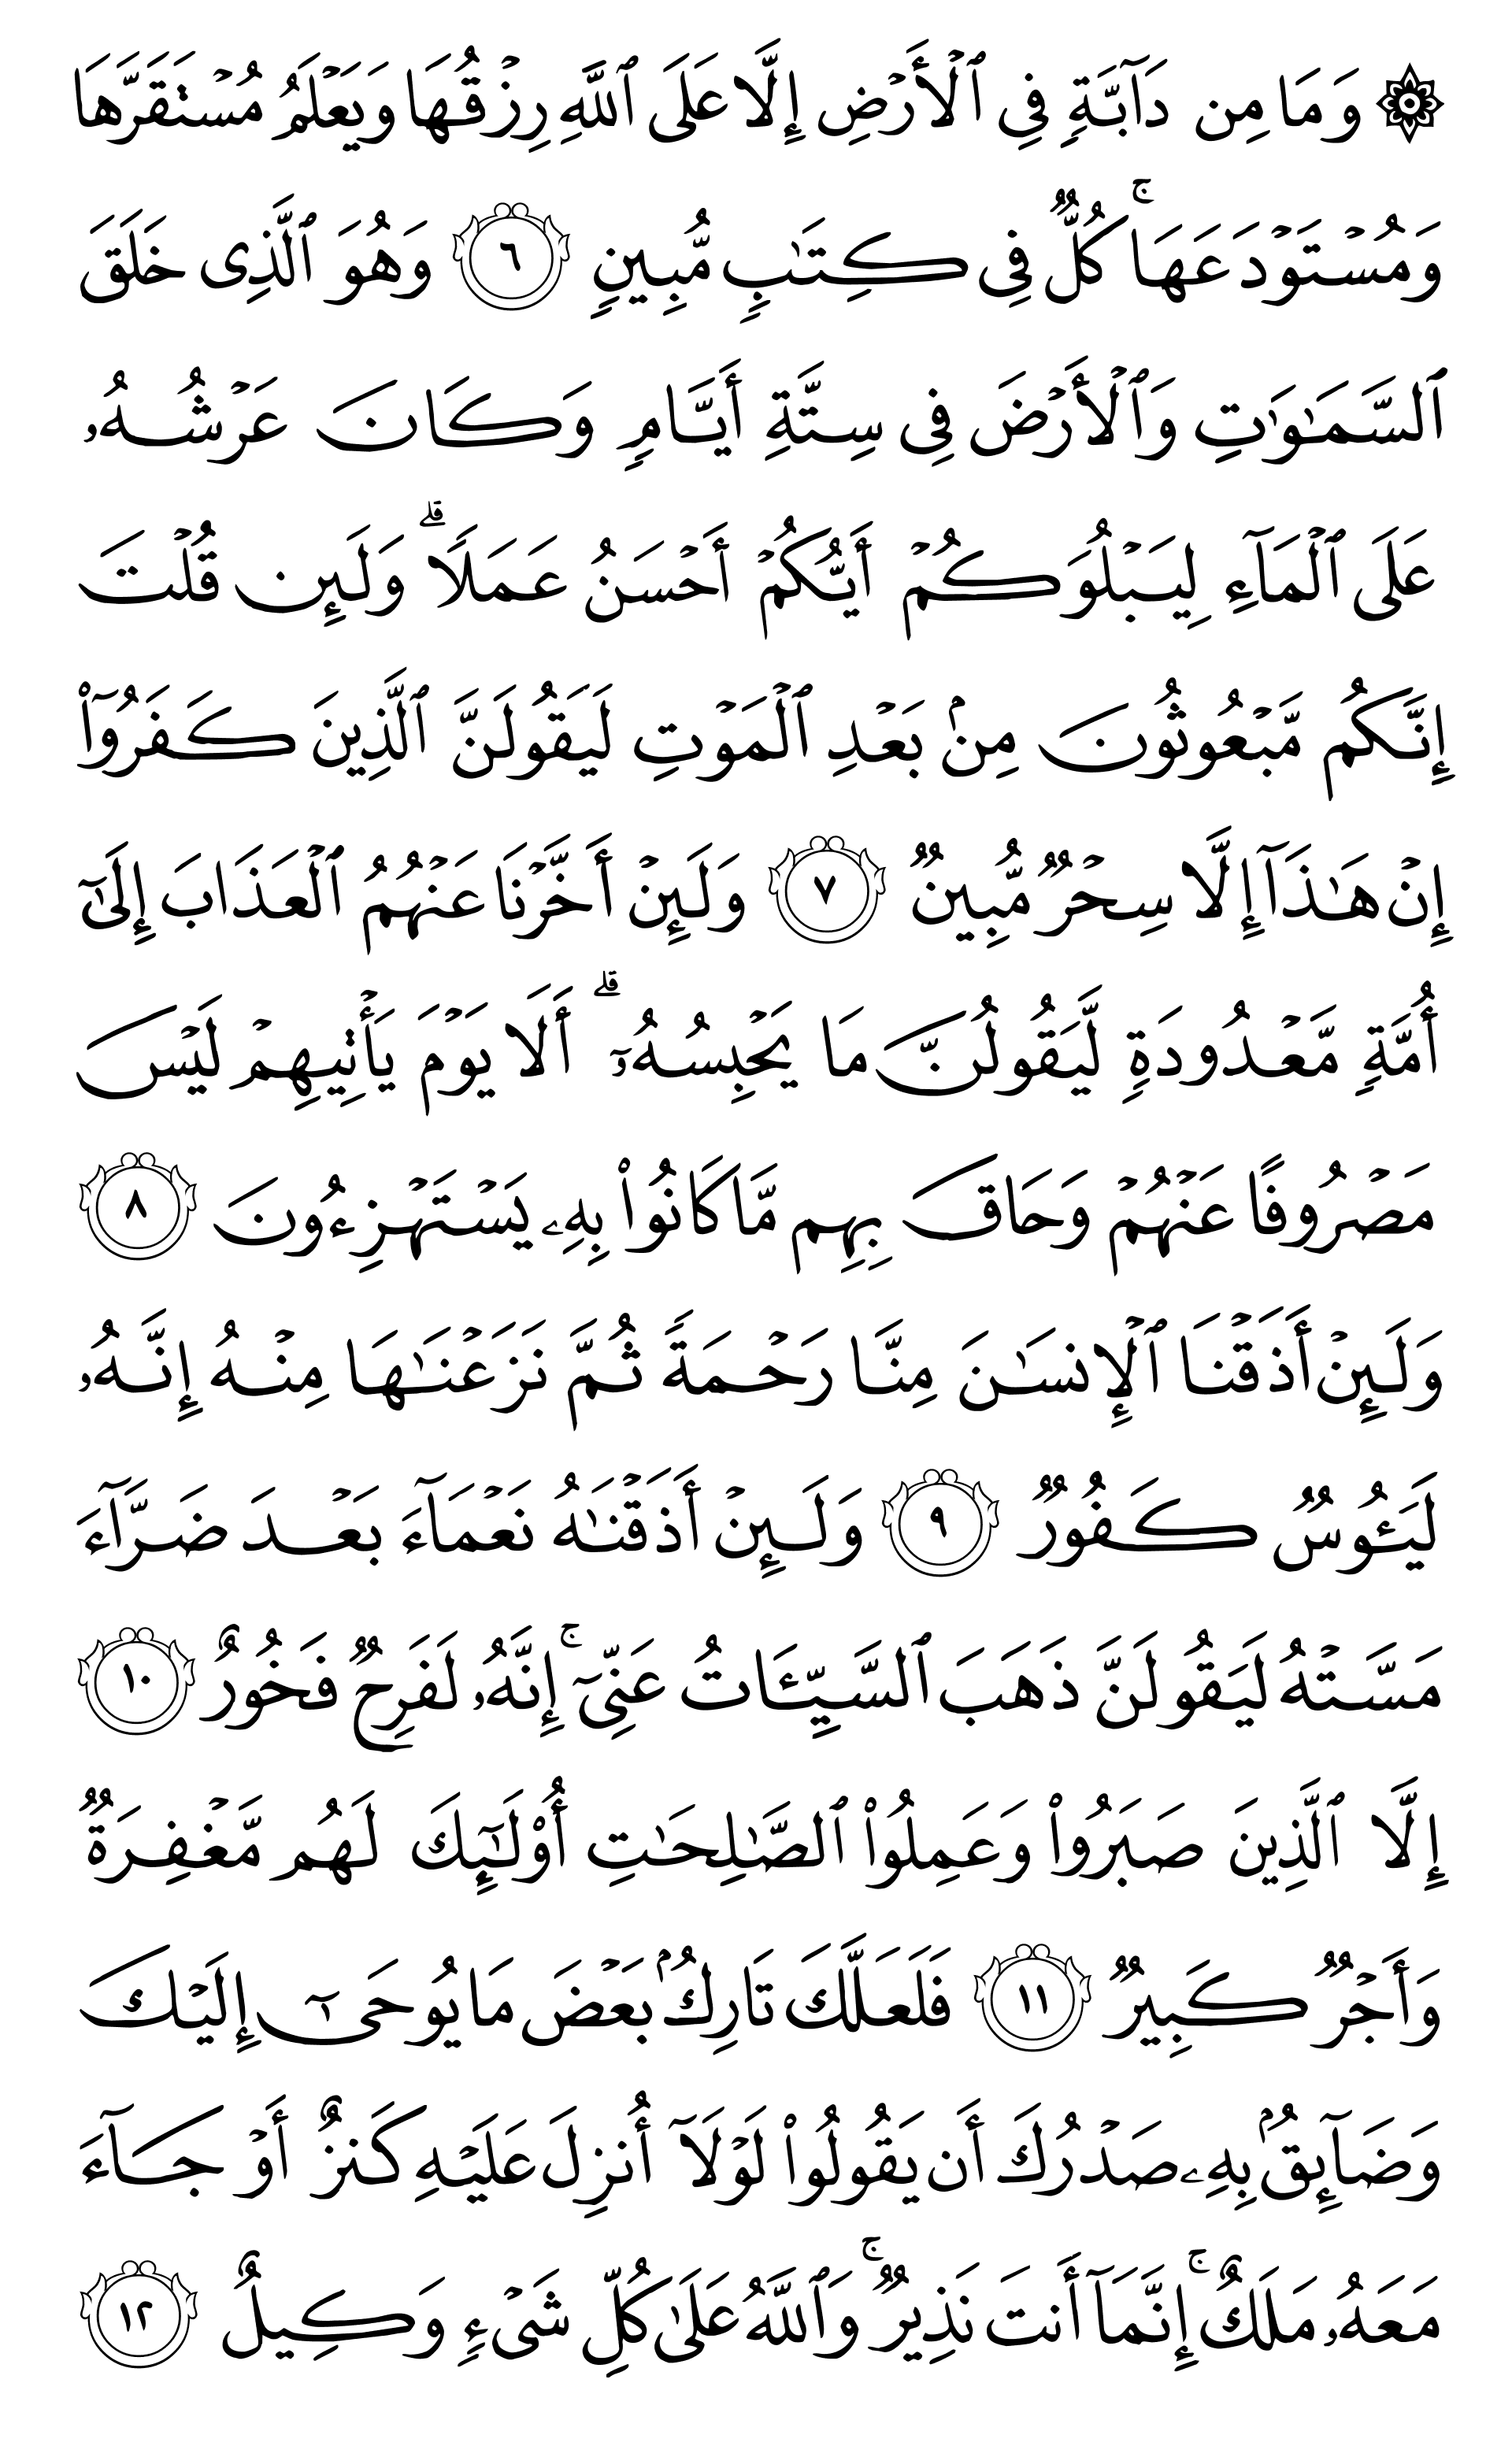 ۞ وَمَا مِن دَآبَّةٍ فِي ٱلۡأَرۡضِ إِلَّا عَلَى ٱللَّهِ رِزۡقُهَا وَيَعۡلَمُ مُسۡتَقَرَّهَا
وَمُسۡتَوۡدَعَهَاۚ كُلّٞ فِي كِتَٰبٖ مُّبِينٖ ٦ وَهُوَ ٱلَّذِي خَلَقَ
ٱلسَّمَٰوَٰتِ وَٱلۡأَرۡضَ فِي سِتَّةِ أَيَّامٖ وَكَانَ عَرۡشُهُۥ
عَلَى ٱلۡمَآءِ لِيَبۡلُوَكُمۡ أَيُّكُمۡ أَحۡسَنُ عَمَلٗاۗ وَلَئِن قُلۡتَ
إِنَّكُم مَّبۡعُوثُونَ مِنۢ بَعۡدِ ٱلۡمَوۡتِ لَيَقُولَنَّ ٱلَّذِينَ كَفَرُوٓاْ
إِنۡ هَٰذَآ إِلَّا سِحۡرٞ مُّبِينٞ ٧ وَلَئِنۡ أَخَّرۡنَا عَنۡهُمُ ٱلۡعَذَابَ إِلَىٰٓ
أُمَّةٖ مَّعۡدُودَةٖ لَّيَقُولُنَّ مَا يَحۡبِسُهُۥٓۗ أَلَا يَوۡمَ يَأۡتِيهِمۡ لَيۡسَ
مَصۡرُوفًا عَنۡهُمۡ وَحَاقَ بِهِم مَّا كَانُواْ بِهِۦ يَسۡتَهۡزِءُونَ ٨
وَلَئِنۡ أَذَقۡنَا ٱلۡإِنسَٰنَ مِنَّا رَحۡمَةٗ ثُمَّ نَزَعۡنَٰهَا مِنۡهُ إِنَّهُۥ
لَيَـُٔوسٞ كَفُورٞ ٩ وَلَئِنۡ أَذَقۡنَٰهُ نَعۡمَآءَ بَعۡدَ ضَرَّآءَ
مَسَّتۡهُ لَيَقُولَنَّ ذَهَبَ ٱلسَّيِّـَٔاتُ عَنِّيٓۚ إِنَّهُۥ لَفَرِحٞ فَخُورٌ ١٠
إِلَّا ٱلَّذِينَ صَبَرُواْ وَعَمِلُواْ ٱلصَّٰلِحَٰتِ أُوْلَٰٓئِكَ لَهُم مَّغۡفِرَةٞ
وَأَجۡرٞ كَبِيرٞ ١١ فَلَعَلَّكَ تَارِكُۢ بَعۡضَ مَا يُوحَىٰٓ إِلَيۡكَ
وَضَآئِقُۢ بِهِۦ صَدۡرُكَ أَن يَقُولُواْ لَوۡلَآ أُنزِلَ عَلَيۡهِ كَنزٌ أَوۡ جَآءَ
مَعَهُۥ مَلَكٌۚ إِنَّمَآ أَنتَ نَذِيرٞۚ وَٱللَّهُ عَلَىٰ كُلِّ شَيۡءٖ وَكِيلٌ ١٢